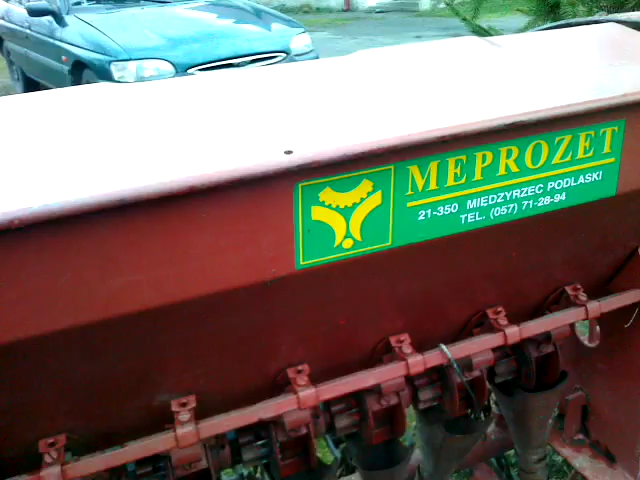 MEPROZET
21-350 MIĘDZYRZEC PODLASKI
TEL. (057) 71-28-94